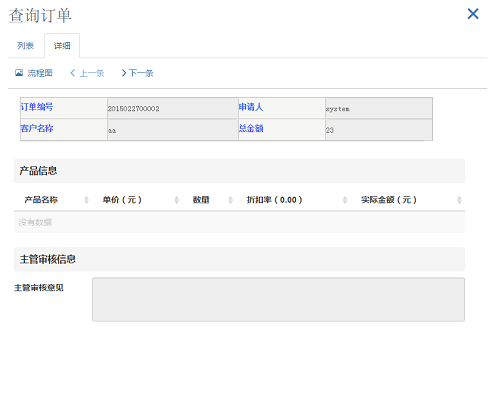 查询订单
列表 详细
流程图 上一条 下一条
订单编号 2015022700002 申请人 system
客户名称 aa 总金额 23
产品信息
产品名称 单价（元） 数量 折扣率（0.00） 实际金额（元）
没有数据
主管审核信息
主管审核意见